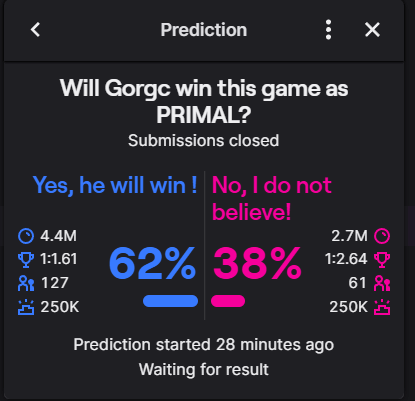 Prediction
Will Gorgc win this game as
PRIMAL?
Submissions closed
Yes, he will win !
No, I do not
believe!
4.4M
1:1.61
127
250K
62%
38%
2.7M
1:2.64
61
250K
Prediction started 28 minutes ago
Waiting for result